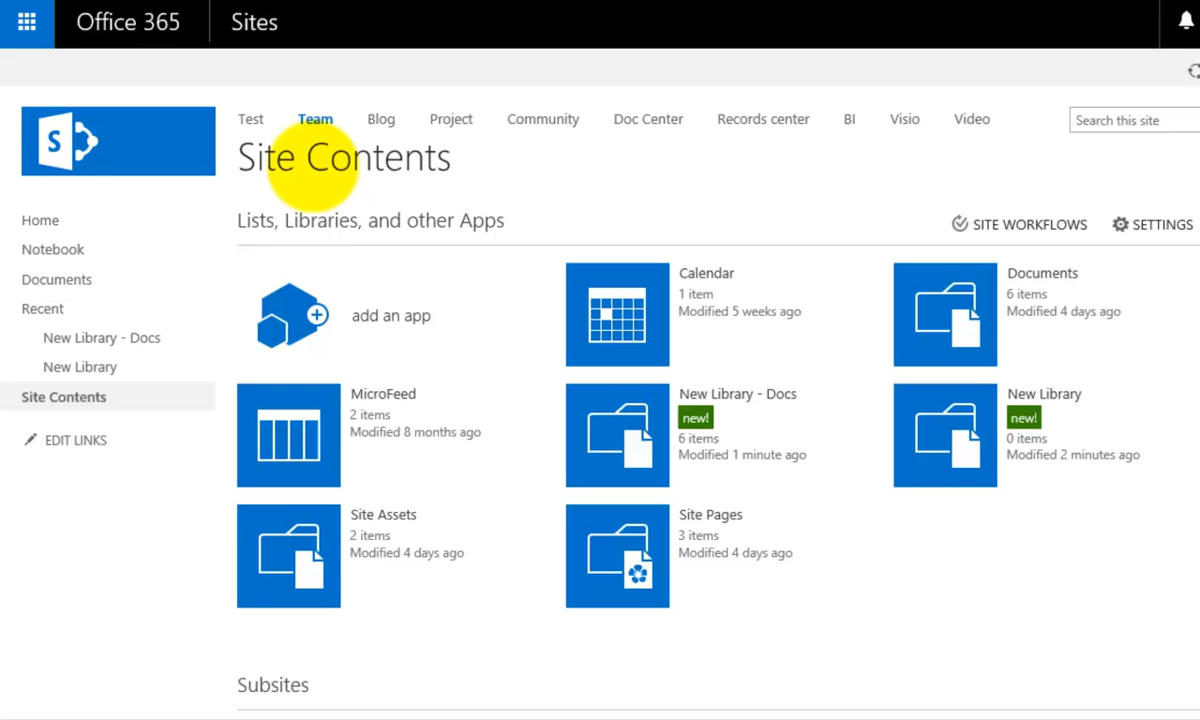 Office 365
Sites
S
Test Team Blog Project Community Doc Center Records center BI Visio Video
Search this site
Site Contents
Home
Notebook
Documents
Recent
New Library - Docs
New Library
Site Contents
EDIT LINKS
Lists, Libraries, and other Apps
SITE WORKFLOWS
SETTINGS
add an app
Calendar
1 item
Modified 5 weeks ago
Documents
6 items
Modified 4 days ago
MicroFeed
2 items
Modified 8 months ago
New Library - Docs
new!
6 items
Modified 1 minute ago
New Library
new!
0 items
Modified 2 minutes ago
Site Assets
2 items
Modified 4 days ago
Site Pages
3 items
Modified 4 days ago
Subsites